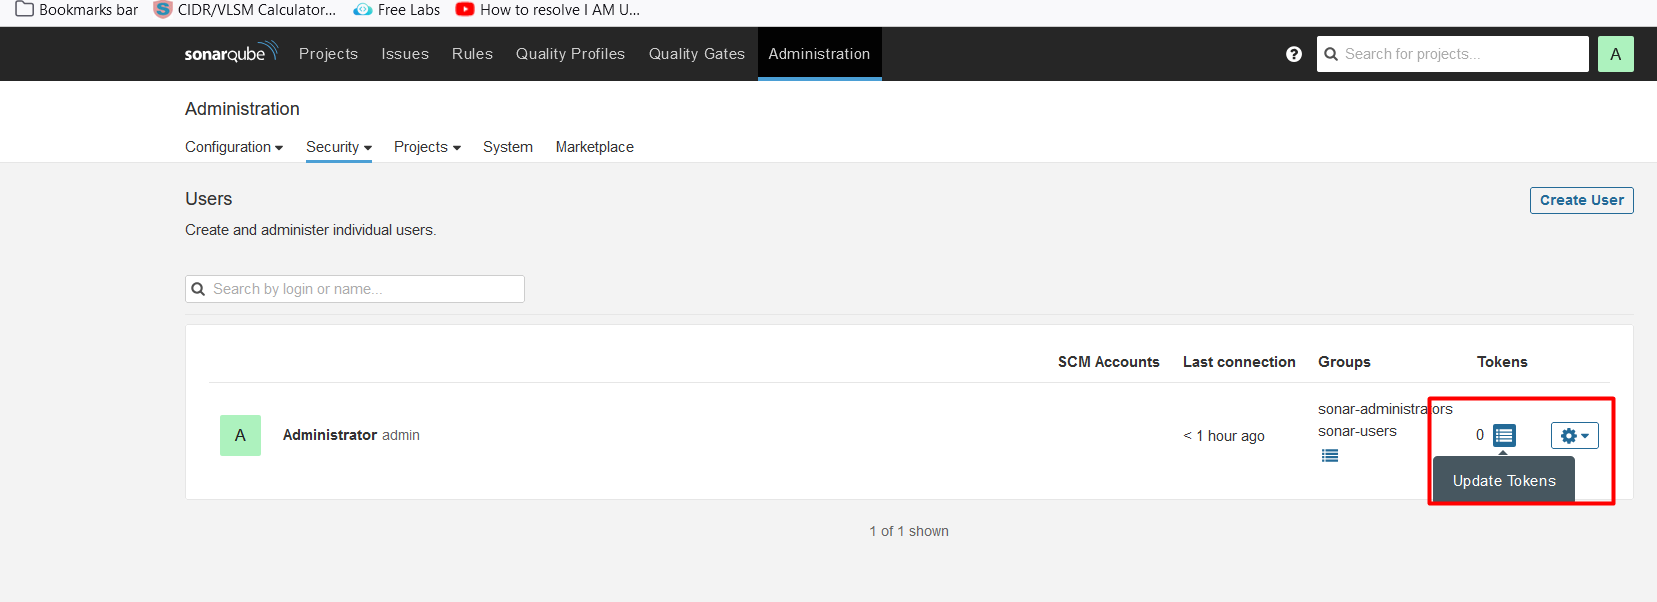 Bookmarks bar CIDR/VLSM Calculator... Free Labs How to resolve I AM U...
sonarqube Projects Issues Rules Quality Profiles Quality Gates Administration ? Search for projects... A
Administration
Configuration Security Projects System Marketplace
Users
Create User
Create and administer individual users.
Search by login or name...
SCM Accounts Last connection Groups Tokens
A Administrator admin < 1 hour ago sonar-administrators
sonar-users 0
Update Tokens
1 of 1 shown